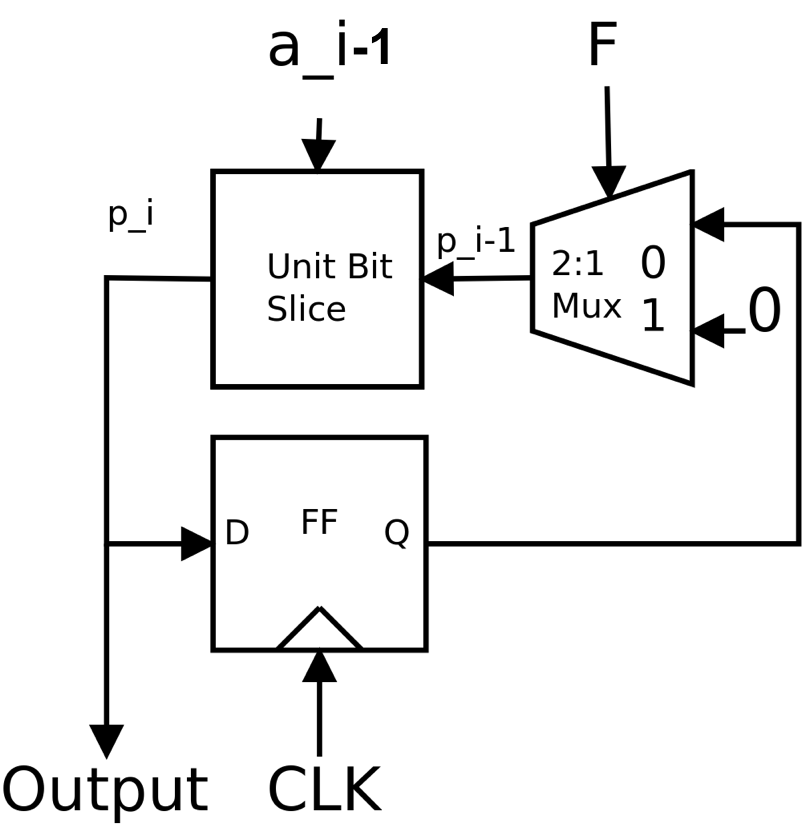 a_i-1
F
p_i
Unit Bit
Slice
p_i-1
2:1
Mux
0
1
0
D
FF
Q
Output
CLK